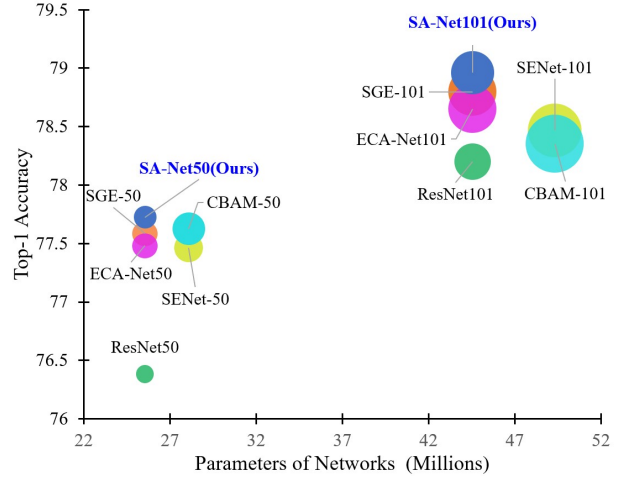 79.5
SA-Net101(Ours)
79
SENet-101
SGE-101
78.5
ECA-Net101
78
SA-Net50(Ours)
ResNet101
CBAM-101
SGE-50
CBAM-50
77.5
ECA-Net50
SENet-50
77
ResNet50
76.5
76
22 27 32 37 42 47 52
Top-1 Accuracy
Parameters of Networks (Millions)